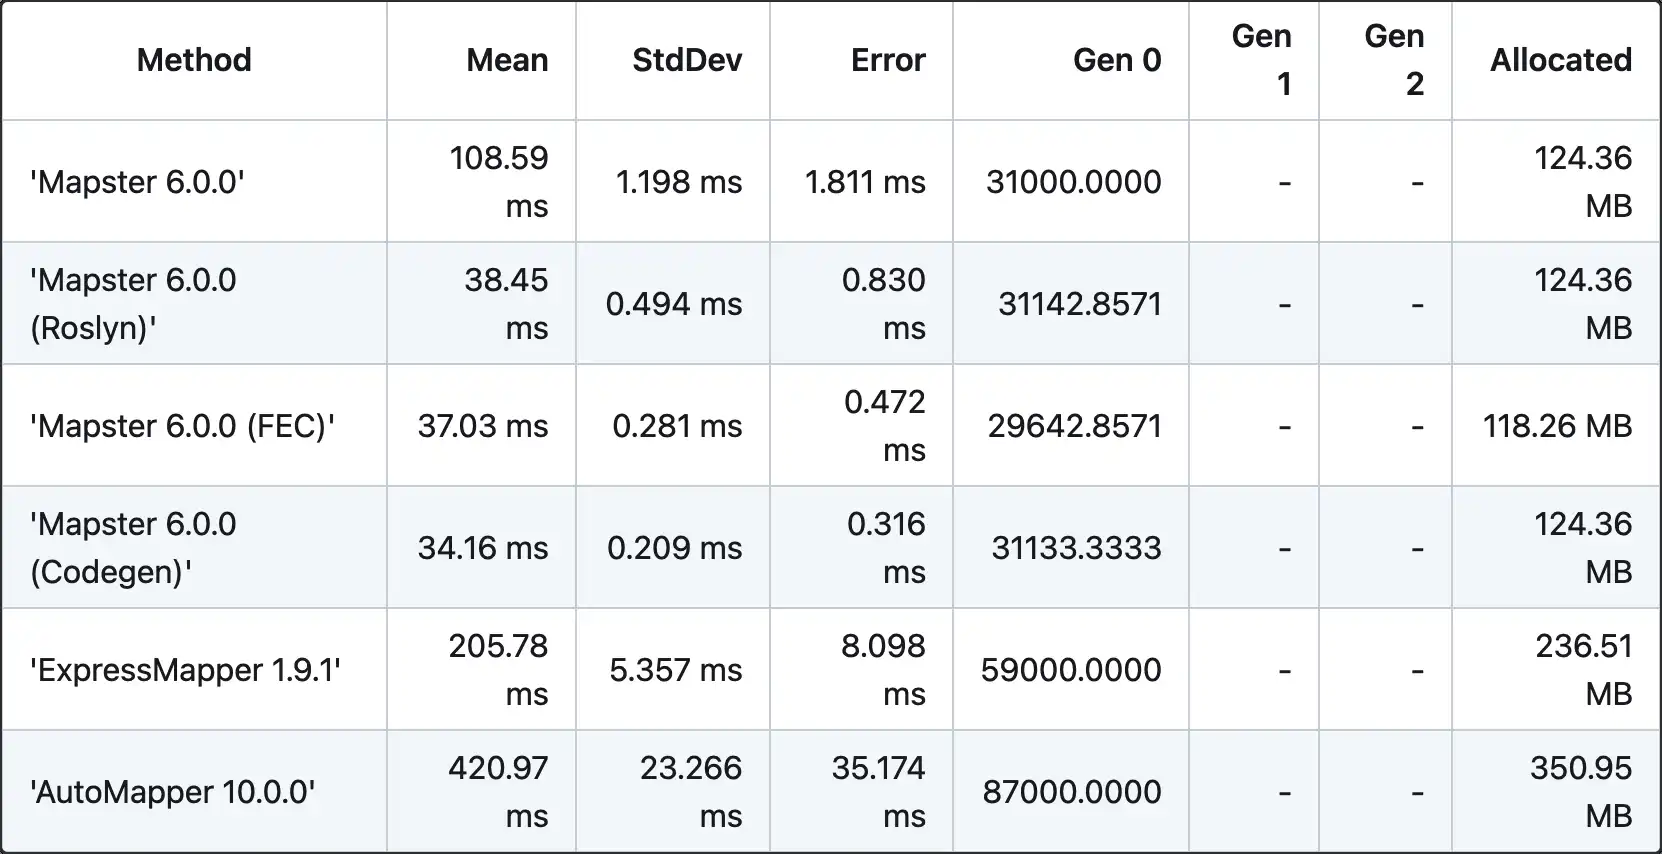 Method Mean StdDev Error Gen 0 Gen 1 Gen 2 Allocated
'Mapster 6.0.0' 108.59 ms 1.198 ms 1.811 ms 31000.0000 - - 124.36 MB
'Mapster 6.0.0 (Roslyn)' 38.45 ms 0.494 ms 0.830 ms 31142.8571 - - 124.36 MB
'Mapster 6.0.0 (FEC)' 37.03 ms 0.281 ms 0.472 ms 29642.8571 - - 118.26 MB
'Mapster 6.0.0 (Codegen)' 34.16 ms 0.209 ms 0.316 ms 31133.3333 - - 124.36 MB
'ExpressMapper 1.9.1' 205.78 ms 5.357 ms 8.098 ms 59000.0000 - - 236.51 MB
'AutoMapper 10.0.0' 420.97 ms 23.266 ms 35.174 ms 87000.0000 - - 350.95 MB